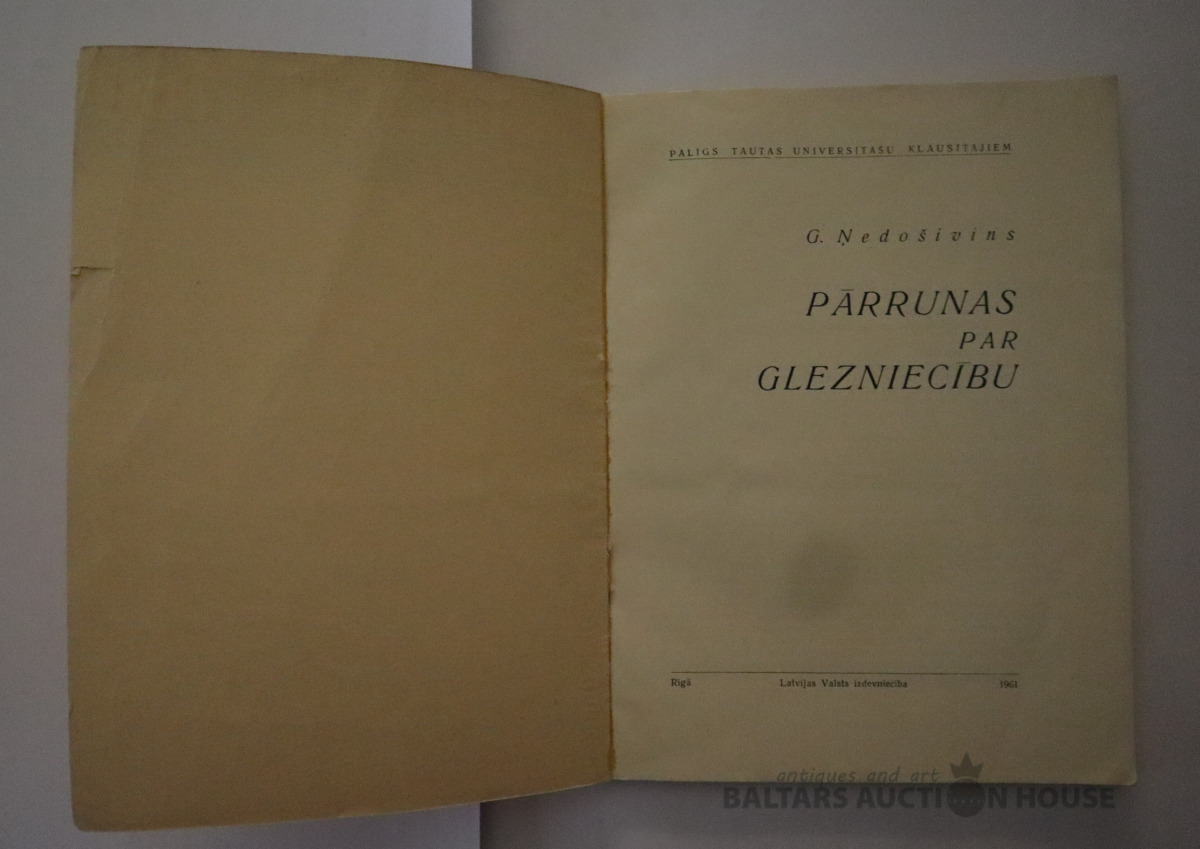 PALĪGS TAUTAS UNIVERSITĀŠU KLAUSĪTĀJIEM
G. Ņedošivins
PĀRRUNAS
PAR
GLEZNIECĪBU
Rīgā Latvijas Valsts izdevniecība 1961
antiques and art
BALTARS AUCTION HOUSE